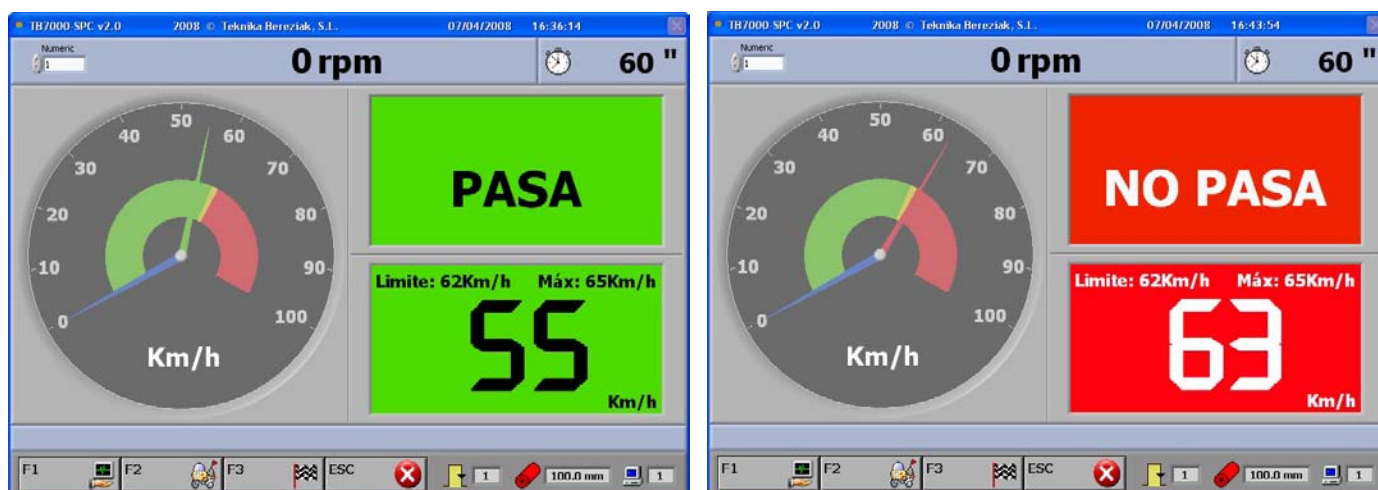 TB7000-SPC v2.0 2008 © Teknika Bereziak, S.L. 07/04/2008 16:36:14
Numeric
1
0 rpm
60 "
0
10
20
30
40
50
60
70
80
90
100
Km/h
PASA
Limite: 62Km/h Máx: 65Km/h
55
Km/h
F1 F2 F3 ESC 1 100.0 mm 1
TB7000-SPC v2.0 2008 © Teknika Bereziak, S.L. 07/04/2008 16:43:54
Numeric
1
0 rpm
60 "
0
10
20
30
40
50
60
70
80
90
100
Km/h
NO PASA
Limite: 62Km/h Máx: 65Km/h
63
Km/h
F1 F2 F3 ESC 1 100.0 mm 1